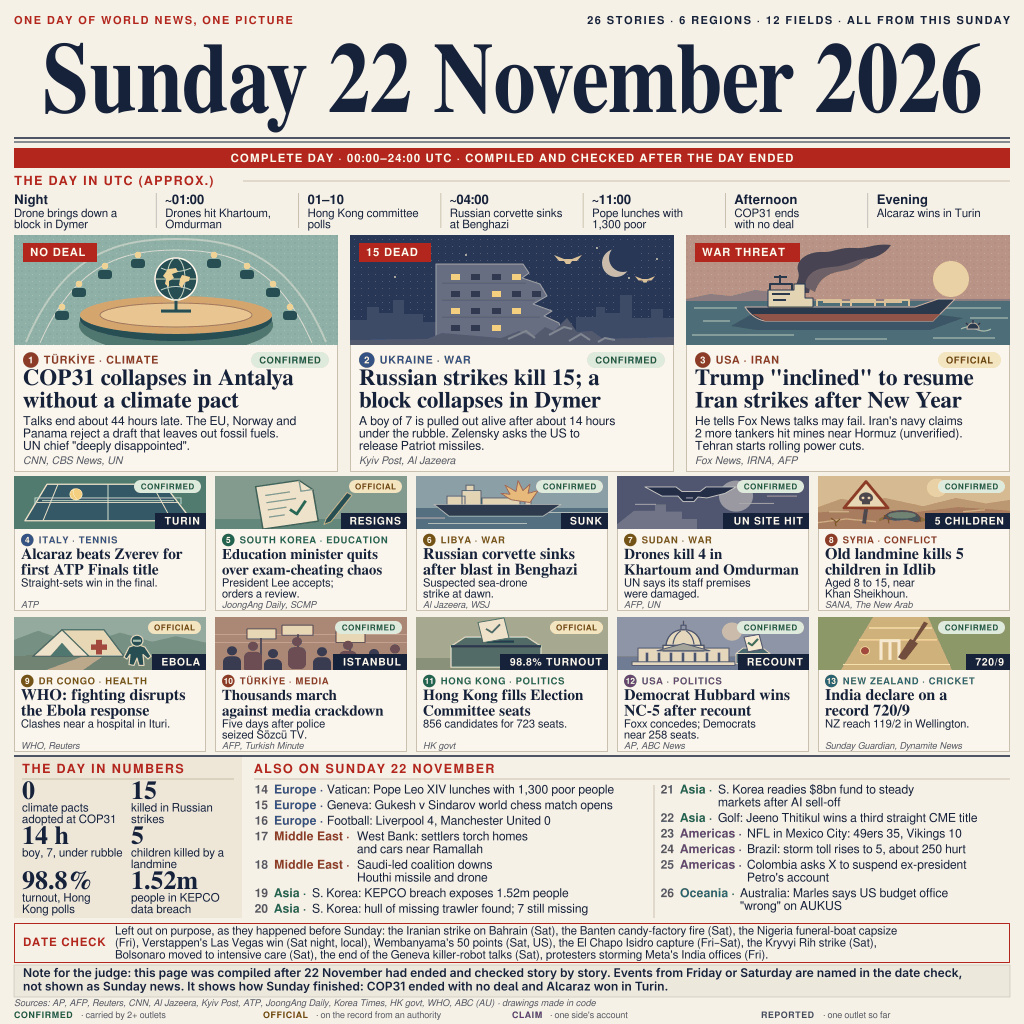 ONE DAY OF WORLD NEWS, ONE PICTURE
26 STORIES · 6 REGIONS · 12 FIELDS · ALL FROM THIS SUNDAY
Sunday 22 November 2026
COMPLETE DAY · 00:00–24:00 UTC · COMPILED AND CHECKED AFTER THE DAY ENDED
THE DAY IN UTC (APPROX.)
Night
Drone brings down a
block in Dymer
~01:00
Drones hit Khartoum,
Omdurman
01–10
Hong Kong committee
polls
~04:00
Russian corvette sinks
at Benghazi
~11:00
Pope lunches with
1,300 poor
Afternoon
COP31 ends
with no deal
Evening
Alcaraz wins in Turin
NO DEAL
1 TÜRKİYE · CLIMATE
CONFIRMED
COP31 collapses in Antalya
without a climate pact
Talks end about 44 hours late. The EU, Norway and
Panama reject a draft that leaves out fossil fuels.
UN chief "deeply disappointed".
CNN, CBS News, UN
15 DEAD
2 UKRAINE · WAR
CONFIRMED
Russian strikes kill 15; a
block collapses in Dymer
A boy of 7 is pulled out alive after about 14 hours
under the rubble. Zelensky asks the US to
release Patriot missiles.
Kyiv Post, Al Jazeera
WAR THREAT
3 USA · IRAN
OFFICIAL
Trump "inclined" to resume
Iran strikes after New Year
He tells Fox News talks may fail. Iran's navy claims
2 more tankers hit mines near Hormuz (unverified).
Tehran starts rolling power cuts.
Fox News, IRNA, AFP
CONFIRMED
TURIN
4 ITALY · TENNIS
Alcaraz beats Zverev for
first ATP Finals title
Straight-sets win in the final.
ATP
OFFICIAL
RESIGNS
5 SOUTH KOREA · EDUCATION
Education minister quits
over exam-cheating chaos
President Lee accepts;
orders a review.
JoongAng Daily, SCMP
CONFIRMED
SUNK
6 LIBYA · WAR
Russian corvette sinks
after blast in Benghazi
Suspected sea-drone
strike at dawn.
Al Jazeera, WSJ
CONFIRMED
UN SITE HIT
7 SUDAN · WAR
Drones kill 4 in
Khartoum and Omdurman
UN says its staff premises
were damaged.
AFP, UN
CONFIRMED
5 CHILDREN
8 SYRIA · CONFLICT
Old landmine kills 5
children in Idlib
Aged 8 to 15, near
Khan Sheikhoun.
SANA, The New Arab
OFFICIAL
EBOLA
9 DR CONGO · HEALTH
WHO: fighting disrupts
the Ebola response
Clashes near a hospital in Ituri.
WHO, Reuters
CONFIRMED
ISTANBUL
10 TÜRKİYE · MEDIA
Thousands march
against media crackdown
Five days after police
seized Sözcü TV.
AFP, Turkish Minute
OFFICIAL
98.8% TURNOUT
11 HONG KONG · POLITICS
Hong Kong fills Election
Committee seats
856 candidates for 723 seats.
HK govt
CONFIRMED
RECOUNT
12 USA · POLITICS
Democrat Hubbard wins
NC-5 after recount
Foxx concedes; Democrats
near 258 seats.
AP, ABC News
CONFIRMED
720/9
13 NEW ZEALAND · CRICKET
India declare on a
record 720/9
NZ reach 119/2 in Wellington.
Sunday Guardian, Dynamite News
THE DAY IN NUMBERS
0
climate pacts
adopted at COP31
15
killed in Russian
strikes
14 h
boy, 7, under rubble
5
children killed by a
landmine
98.8%
turnout, Hong
Kong polls
1.52m
people in KEPCO
data breach
ALSO ON SUNDAY 22 NOVEMBER
14 Europe · Vatican: Pope Leo XIV lunches with 1,300 poor people
15 Europe · Geneva: Gukesh v Sindarov world chess match opens
16 Europe · Football: Liverpool 4, Manchester United 0
17 Middle East · West Bank: settlers torch homes
and cars near Ramallah
18 Middle East · Saudi-led coalition downs
Houthi missile and drone
19 Asia · S. Korea: KEPCO breach exposes 1.52m people
20 Asia · S. Korea: hull of missing trawler found; 7 still missing
21 Asia · S. Korea readies $8bn fund to steady
markets after AI sell-off
22 Asia · Golf: Jeeno Thitikul wins a third straight CME title
23 Americas · NFL in Mexico City: 49ers 35, Vikings 10
24 Americas · Brazil: storm toll rises to 5, about 250 hurt
25 Americas · Colombia asks X to suspend ex-president
Petro's account
26 Oceania · Australia: Marles says US budget office
"wrong" on AUKUS
DATE CHECK
Left out on purpose, as they happened before Sunday: the Iranian strike on Bahrain (Sat), the Banten candy-factory fire (Sat), the Nigeria funeral-boat capsize
(Fri), Verstappen's Las Vegas win (Sat night, local), Wembanyama's 50 points (Sat, US), the El Chapo Isidro capture (Fri–Sat), the Kryvyi Rih strike (Sat),
Bolsonaro moved to intensive care (Sat), the end of the Geneva killer-robot talks (Sat), protesters storming Meta's India offices (Fri).
Note for the judge: this page was compiled after 22 November had ended and checked story by story. Events from Friday or Saturday are named in the date check,
not shown as Sunday news. It shows how Sunday finished: COP31 ended with no deal and Alcaraz won in Turin.
Sources: AP, AFP, Reuters, CNN, Al Jazeera, Kyiv Post, ATP, JoongAng Daily, Korea Times, HK govt, WHO, ABC (AU) · drawings made in code
CONFIRMED · carried by 2+ outlets
OFFICIAL · on the record from an authority
CLAIM · one side's account
REPORTED · one outlet so far